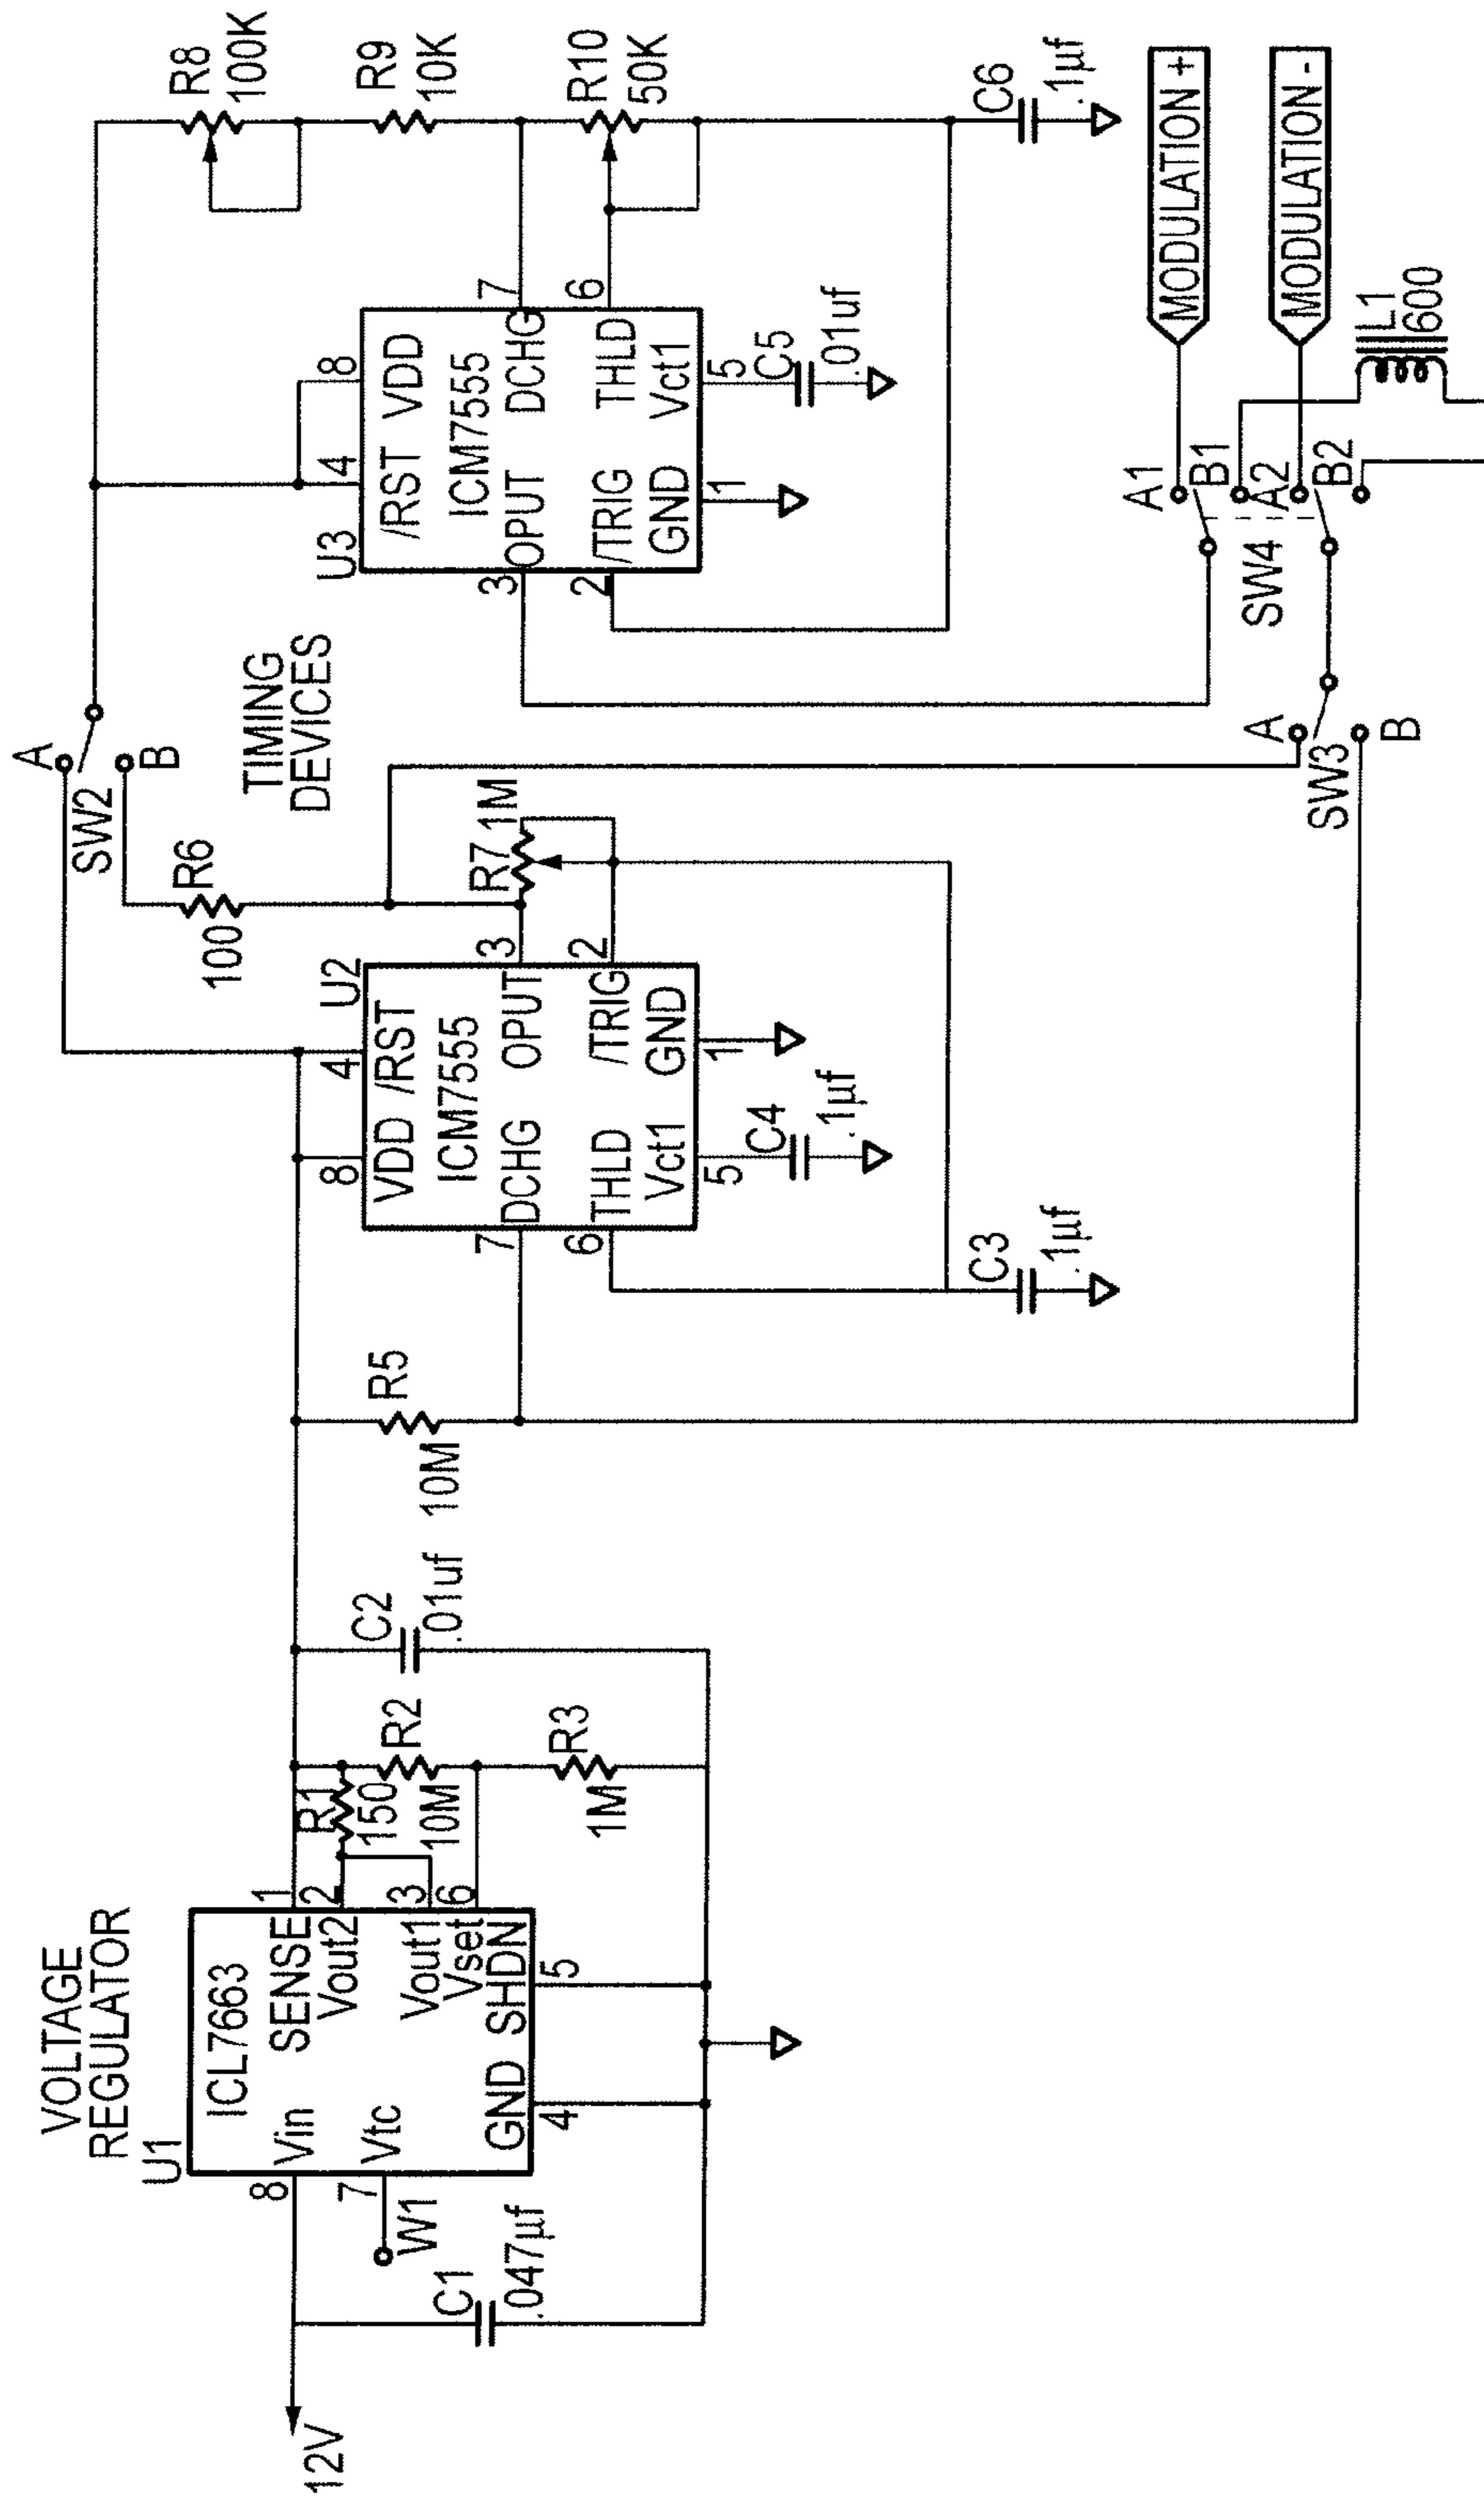 VOLTAGE
REGULATOR
U1
ICL7663
Vin
SENSE
Vout2
Vtc
Vout1
Vset
GND
SHDN
8
7
4
5
1
2
3
6
12V
W1
C1
.047µf
R1
150
R2
10M
R3
1M
C2
.01uf
R5
10M
U2
VDD
/RST
ICM7555
DCHG
OPUT
THLD
/TRIG
Vct1
GND
8
4
7
3
6
2
5
1
C4
.1µf
C3
.1µf
R6
100
R7
1M
SW2
A
B
TIMING
DEVICES
U3
/RST
VDD
ICM7555
OPUT
DCHG
/TRIG
THLD
GND
Vct1
4
8
3
7
2
6
1
5
C5
.01uf
R8
100K
R9
10K
R10
50K
C6
.1µf
SW3
A
B
SW4
A1
B1
A2
B2
MODULATION +
MODULATION -
L1
600